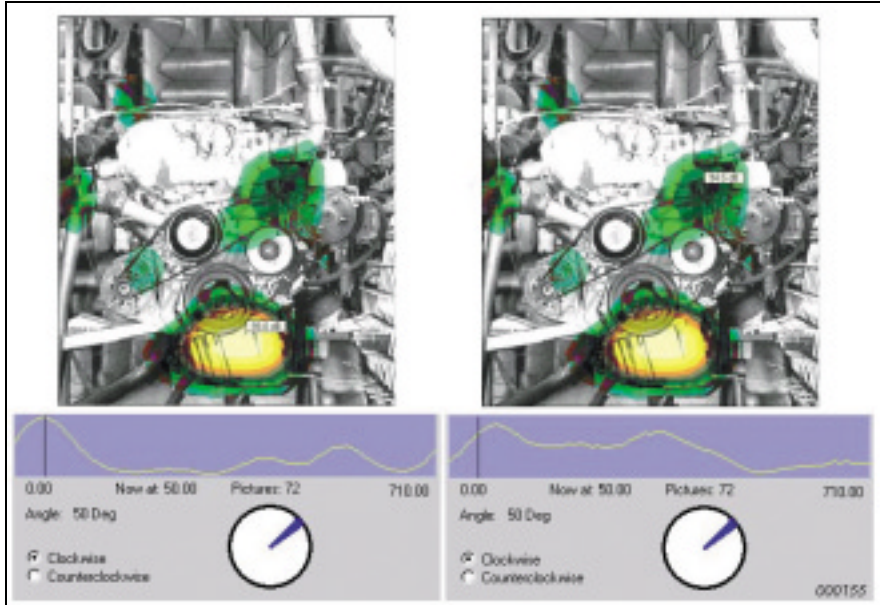 0.00 Now at: 50.00 Pictures: 72 710.00
Angle: 50 Deg
Clockwise
Counterclockwise
0.00 Now at: 50.00 Pictures: 72 710.00
Angle: 50 Deg
Clockwise
Counterclockwise
000155